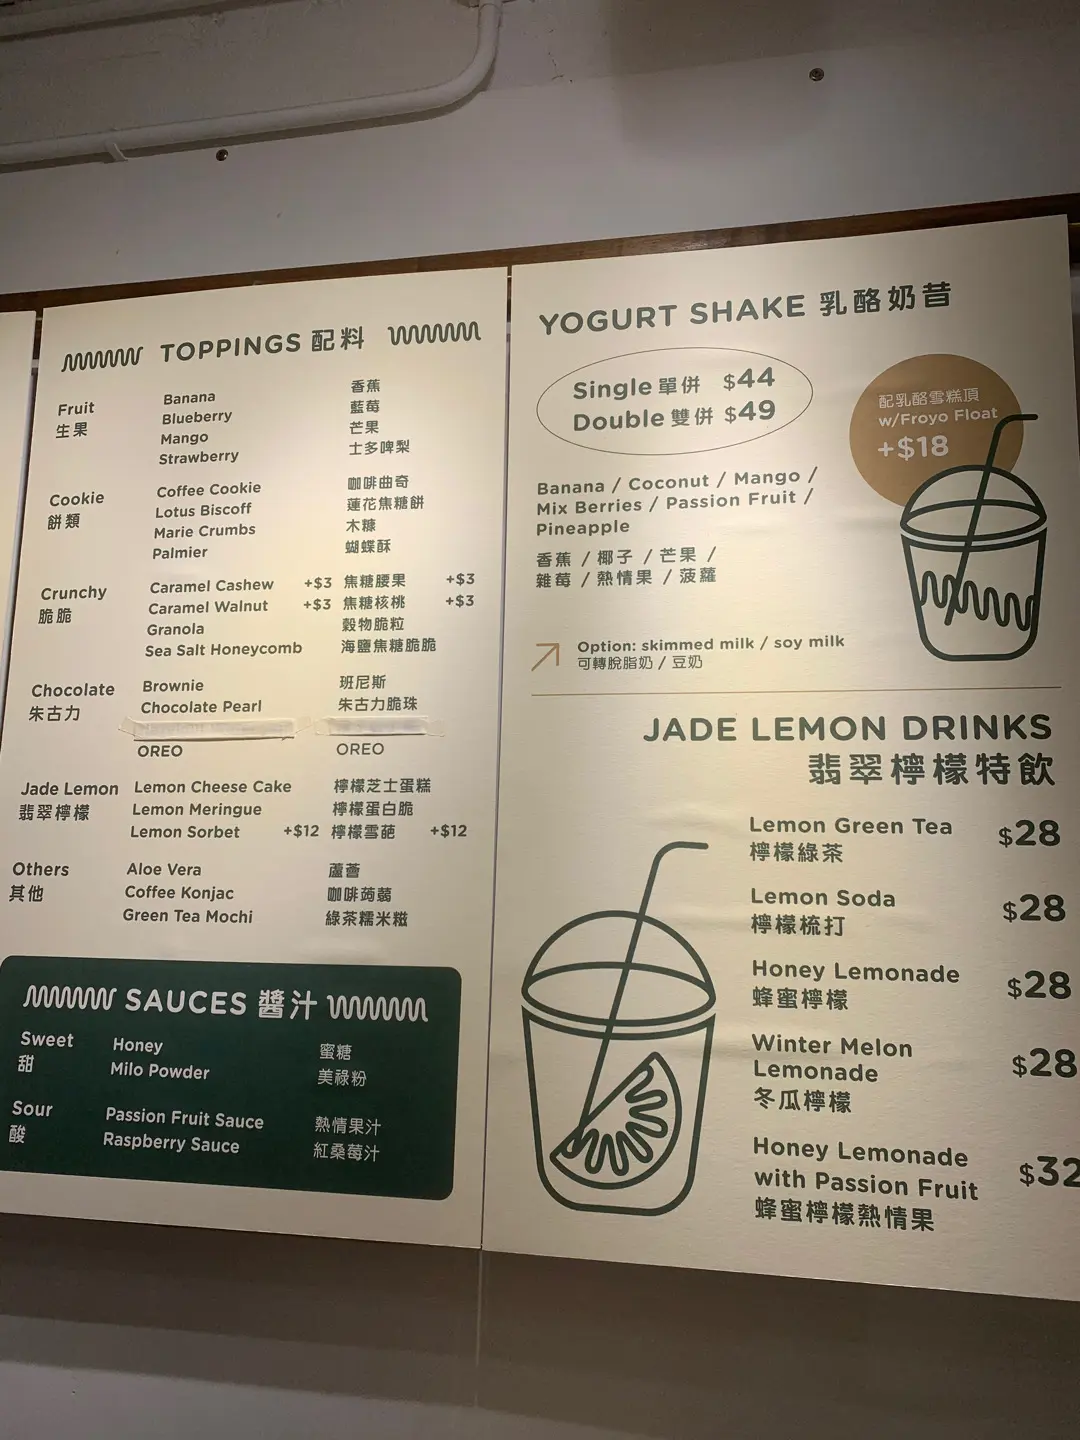 TOPPINGS 配料
Fruit
生果
Banana 香蕉
Blueberry 藍莓
Mango 芒果
Strawberry 士多啤梨
Cookie
餅類
Coffee Cookie 咖啡曲奇
Lotus Biscoff 蓮花焦糖餅
Marie Crumbs 木糠
Palmier 蝴蝶酥
Crunchy
脆脆
Caramel Cashew +$3 焦糖腰果 +$3
Caramel Walnut +$3 焦糖核桃 +$3
Granola 穀物脆粒
Sea Salt Honeycomb 海鹽焦糖脆脆
Chocolate
朱古力
Brownie 班尼斯
Chocolate Pearl 朱古力脆珠
OREO OREO
Jade Lemon
翡翠檸檬
Lemon Cheese Cake 檸檬芝士蛋糕
Lemon Meringue 檸檬蛋白脆
Lemon Sorbet +$12 檸檬雪葩 +$12
Others
其他
Aloe Vera 蘆薈
Coffee Konjac 咖啡蒟蒻
Green Tea Mochi 綠茶糯米糍
SAUCES 醬汁
Sweet
甜
Honey 蜜糖
Milo Powder 美祿粉
Sour
酸
Passion Fruit Sauce 熱情果汁
Raspberry Sauce 紅桑莓汁
YOGURT SHAKE 乳酪奶昔
Single 單併 $44
Double 雙併 $49
配乳酪雪糕頂
w/Froyo Float
+$18
Banana / Coconut / Mango /
Mix Berries / Passion Fruit /
Pineapple
香蕉 / 椰子 / 芒果 /
雜莓 / 熱情果 / 菠蘿
Option: skimmed milk / soy milk
可轉脫脂奶 / 豆奶
JADE LEMON DRINKS
翡翠檸檬特飲
Lemon Green Tea $28
檸檬綠茶
Lemon Soda $28
檸檬梳打
Honey Lemonade $28
蜂蜜檸檬
Winter Melon
Lemonade $28
冬瓜檸檬
Honey Lemonade
with Passion Fruit $32
蜂蜜檸檬熱情果